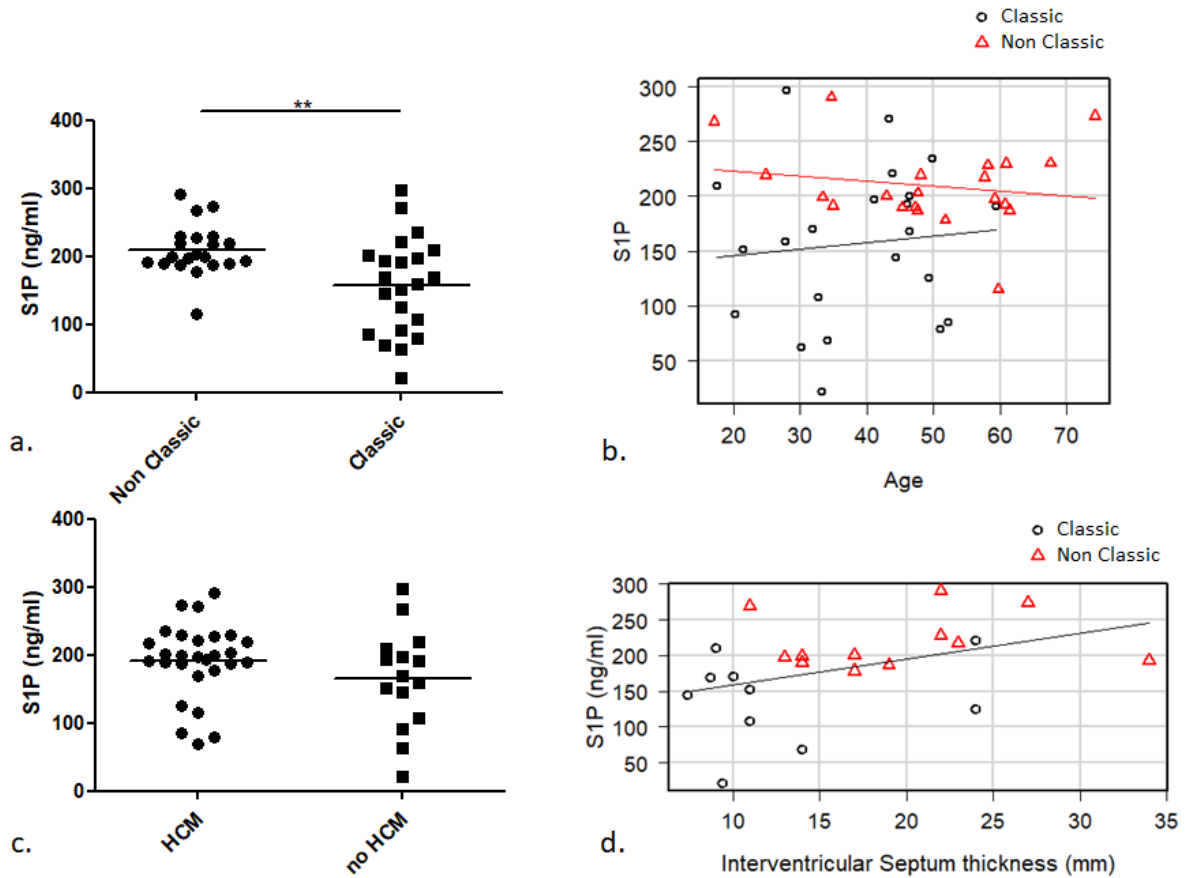 **
400
300
200
100
0
S1P (ng/ml)
Non Classic
Classic
a.
Classic
Non Classic
300
250
200
150
100
50
S1P
20 30 40 50 60 70
Age
b.
400
300
200
100
0
S1P (ng/ml)
HCM
no HCM
c.
Classic
Non Classic
300
250
200
150
100
50
S1P (ng/ml)
10 15 20 25 30 35
Interventricular Septum thickness (mm)
d.